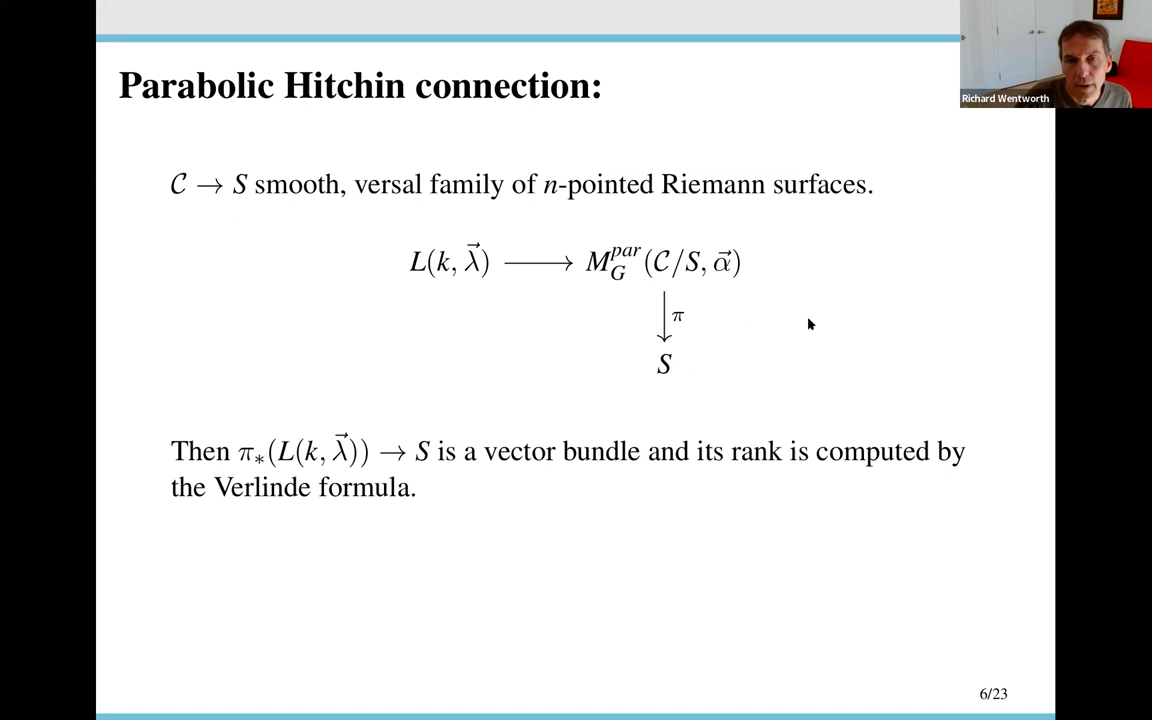 Parabolic Hitchin connection:
Richard Wentworth
𝒞 → S smooth, versal family of n-pointed Riemann surfaces.
L(k, λ⃗) ⟶ M_G^{par}(𝒞/S, α⃗)
↓ π
S
Then π_*(L(k, λ⃗)) → S is a vector bundle and its rank is computed by
the Verlinde formula.
6/23